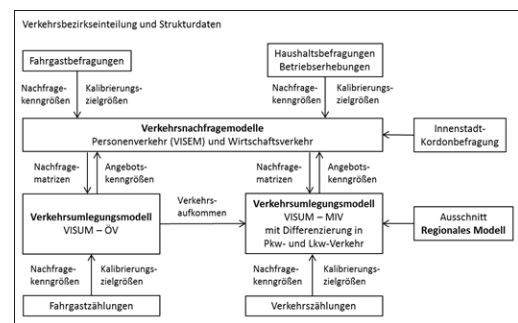 Verkehrsbezirkseinteilung und Strukturdaten
Fahrgastbefragungen
Haushaltsbefragungen
Betriebserhebungen
Nachfrage-
kenngrößen
Kalibrierungs-
zielgrößen
Nachfrage-
kenngrößen
Kalibrierungs-
zielgrößen
Verkehrsnachfragemodelle
Personenverkehr (VISEM) und Wirtschaftsverkehr
Innenstadt-
Kordonbefragung
Nachfrage-
matrizen
Angebots-
kenngrößen
Nachfrage-
matrizen
Angebots-
kenngrößen
Verkehrsumlegungsmodell
VISUM – ÖV
Verkehrs-
aufkommen
Verkehrsumlegungsmodell
VISUM – MIV
mit Differenzierung in
Pkw- und Lkw-Verkehr
Ausschnitt
Regionales Modell
Nachfrage-
kenngrößen
Kalibrierungs-
zielgrößen
Nachfrage-
kenngrößen
Kalibrierungs-
zielgrößen
Fahrgastzählungen
Verkehrszählungen